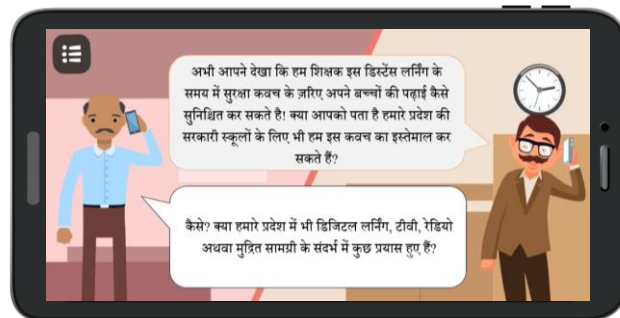 अभी आपने देखा कि हम शिक्षक इस डिस्टेंस लर्निंग के
समय में सुरक्षा कवच के ज़रिए अपने बच्चों की पढ़ाई कैसे
सुनिश्चित कर सकते है! क्या आपको पता है हमारे प्रदेश की
सरकारी स्कूलों के लिए भी हम इस कवच का इस्तेमाल कर
सकते हैं?
कैसे? क्या हमारे प्रदेश में भी डिजिटल लर्निंग, टीवी, रेडियो
अथवा मुद्रित सामग्री के संदर्भ में कुछ प्रयास हुए हैं?